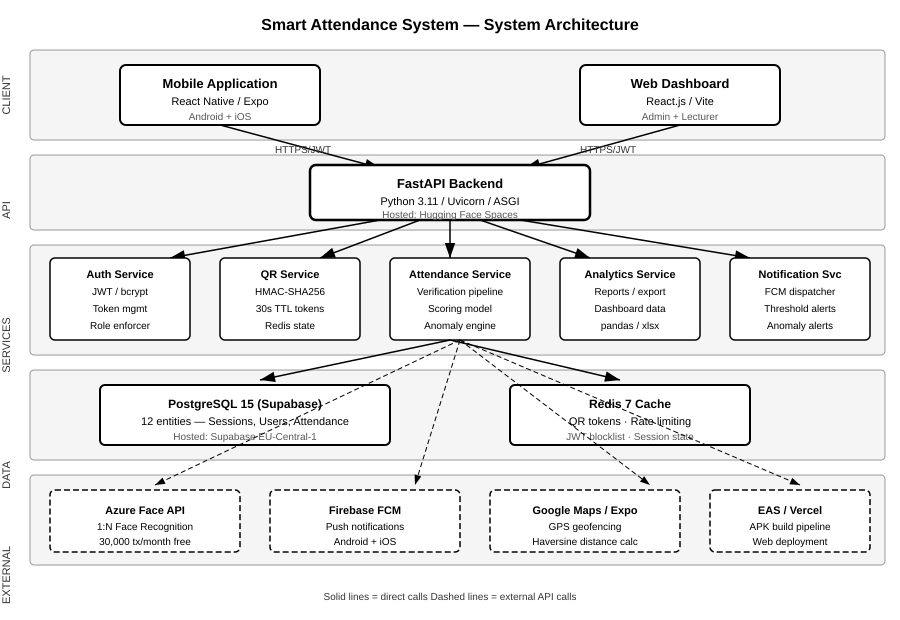 Smart Attendance System — System Architecture
CLIENT
Mobile Application
React Native / Expo
Android + iOS
Web Dashboard
React.js / Vite
Admin + Lecturer
HTTPS/JWT
HTTPS/JWT
API
FastAPI Backend
Python 3.11 / Uvicorn / ASGI
Hosted: Hugging Face Spaces
SERVICES
Auth Service
JWT / bcrypt
Token mgmt
Role enforcer
QR Service
HMAC-SHA256
30s TTL tokens
Redis state
Attendance Service
Verification pipeline
Scoring model
Anomaly engine
Analytics Service
Reports / export
Dashboard data
pandas / xlsx
Notification Svc
FCM dispatcher
Threshold alerts
Anomaly alerts
DATA
PostgreSQL 15 (Supabase)
12 entities — Sessions, Users, Attendance
Hosted: Supabase EU-Central-1
Redis 7 Cache
QR tokens · Rate limiting
JWT blocklist · Session state
EXTERNAL
Azure Face API
1:N Face Recognition
30,000 tx/month free
Firebase FCM
Push notifications
Android + iOS
Google Maps / Expo
GPS geofencing
Haversine distance calc
EAS / Vercel
APK build pipeline
Web deployment
Solid lines = direct calls Dashed lines = external API calls